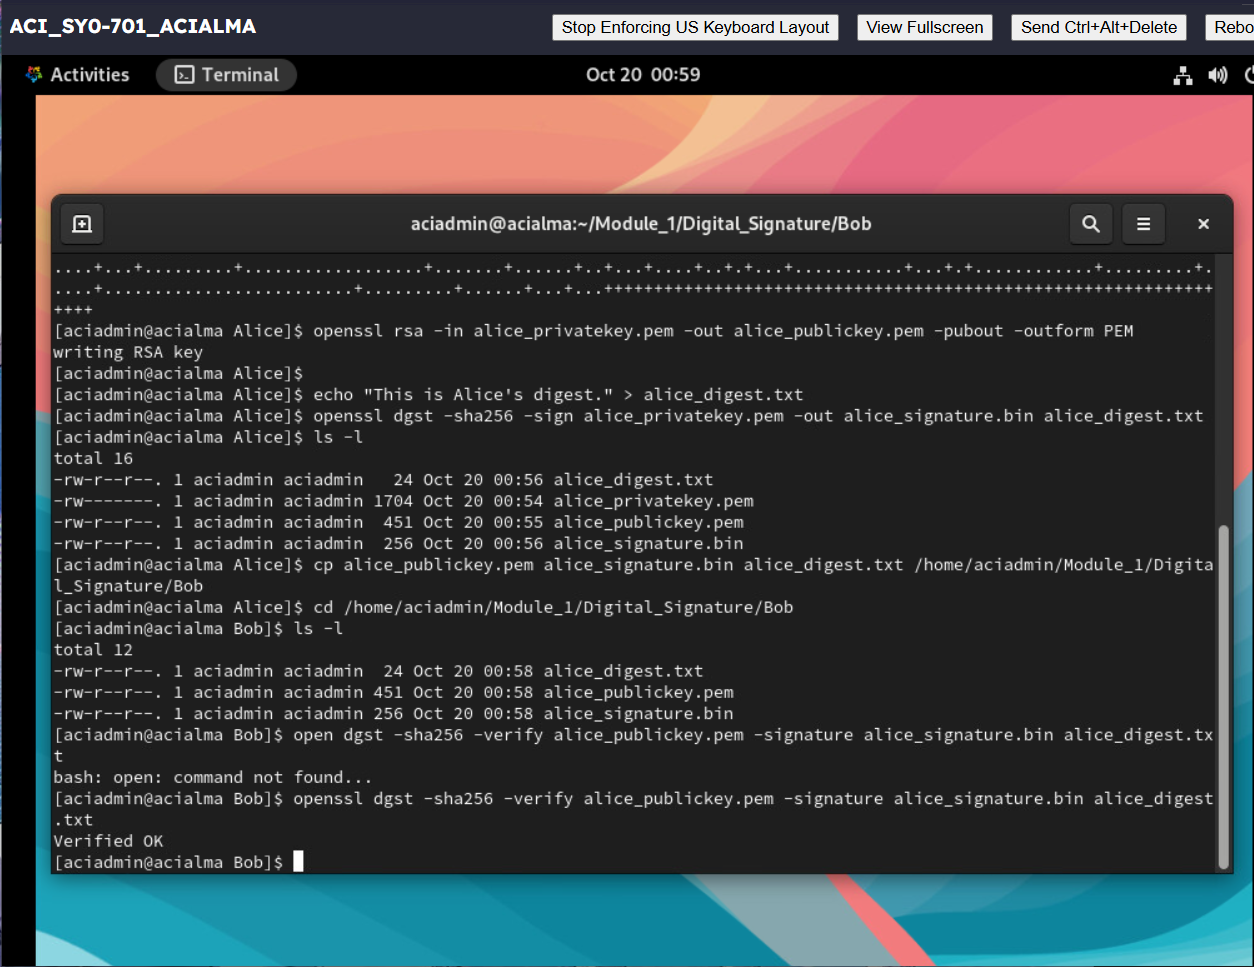 ACI_SY0-701_ACIALMA
Stop Enforcing US Keyboard Layout View Fullscreen Send Ctrl+Alt+Delete Rebo
Activities Terminal Oct 20 00:59
aciadmin@acialma:~/Module_1/Digital_Signature/Bob
....+...+.........+..................+.......+......+..+...+....+..+.+...+...........+...+.+............+.........+.
....+.........................+.........+......+...+...+++++++++++++++++++++++++++++++++++++++++++++++++++++++++++++
++++
[aciadmin@acialma Alice]$ openssl rsa -in alice_privatekey.pem -out alice_publickey.pem -pubout -outform PEM
writing RSA key
[aciadmin@acialma Alice]$
[aciadmin@acialma Alice]$ echo "This is Alice's digest." > alice_digest.txt
[aciadmin@acialma Alice]$ openssl dgst -sha256 -sign alice_privatekey.pem -out alice_signature.bin alice_digest.txt
[aciadmin@acialma Alice]$ ls -l
total 16
-rw-r--r--. 1 aciadmin aciadmin   24 Oct 20 00:56 alice_digest.txt
-rw-------. 1 aciadmin aciadmin 1704 Oct 20 00:54 alice_privatekey.pem
-rw-r--r--. 1 aciadmin aciadmin  451 Oct 20 00:55 alice_publickey.pem
-rw-r--r--. 1 aciadmin aciadmin  256 Oct 20 00:56 alice_signature.bin
[aciadmin@acialma Alice]$ cp alice_publickey.pem alice_signature.bin alice_digest.txt /home/aciadmin/Module_1/Digita
l_Signature/Bob
[aciadmin@acialma Alice]$ cd /home/aciadmin/Module_1/Digital_Signature/Bob
[aciadmin@acialma Bob]$ ls -l
total 12
-rw-r--r--. 1 aciadmin aciadmin  24 Oct 20 00:58 alice_digest.txt
-rw-r--r--. 1 aciadmin aciadmin 451 Oct 20 00:58 alice_publickey.pem
-rw-r--r--. 1 aciadmin aciadmin 256 Oct 20 00:58 alice_signature.bin
[aciadmin@acialma Bob]$ open dgst -sha256 -verify alice_publickey.pem -signature alice_signature.bin alice_digest.tx
t
bash: open: command not found...
[aciadmin@acialma Bob]$ openssl dgst -sha256 -verify alice_publickey.pem -signature alice_signature.bin alice_digest
.txt
Verified OK
[aciadmin@acialma Bob]$